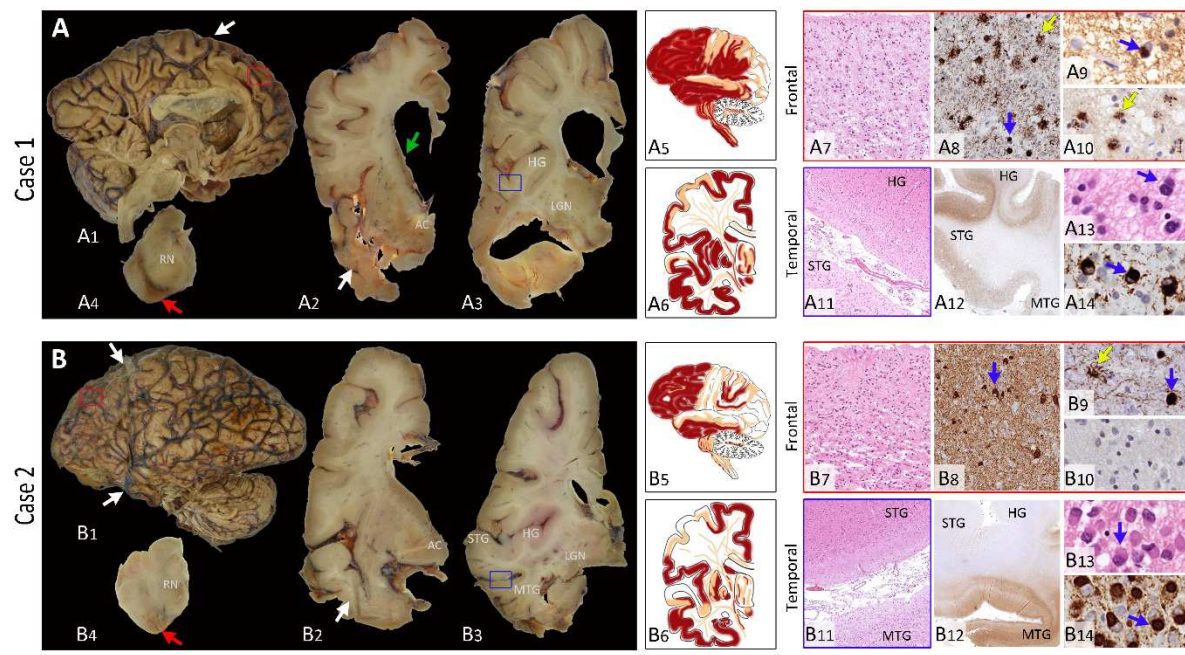 Case 1
A
A1
RN
A4
A2
AC
HG
LGN
A3
A5
A6
Frontal
A7
A8
A9
A10
Temporal
HG
STG
A11
HG
STG
MTG
A12
A13
A14
Case 2
B
B1
RN
B4
AC
B2
STG
HG
LGN
MTG
B3
B5
B6
Frontal
B7
B8
B9
B10
Temporal
STG
MTG
B11
STG
HG
MTG
B12
B13
B14